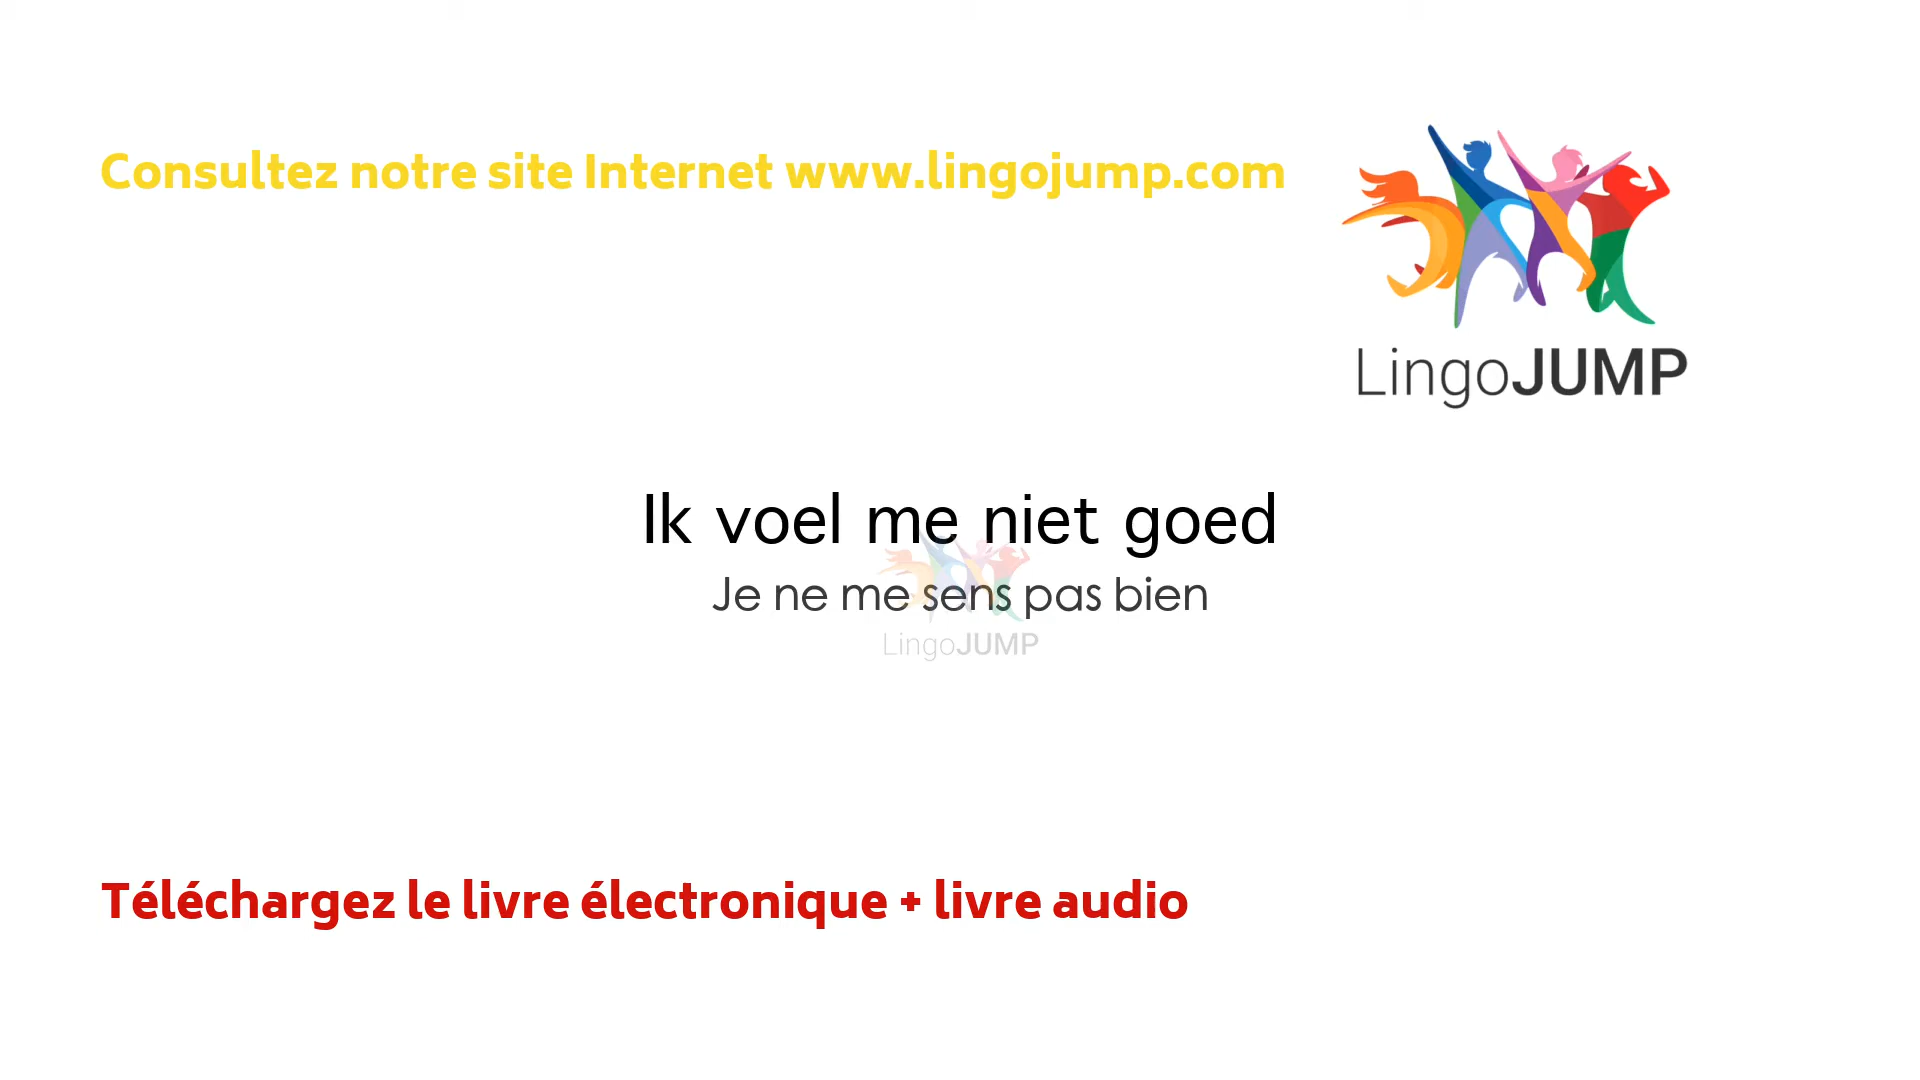 Consultez notre site Internet www.lingojump.com
LingoJUMP
Ik voel me niet goed
Je ne me sens pas bien
LingoJUMP
Téléchargez le livre électronique + livre audio